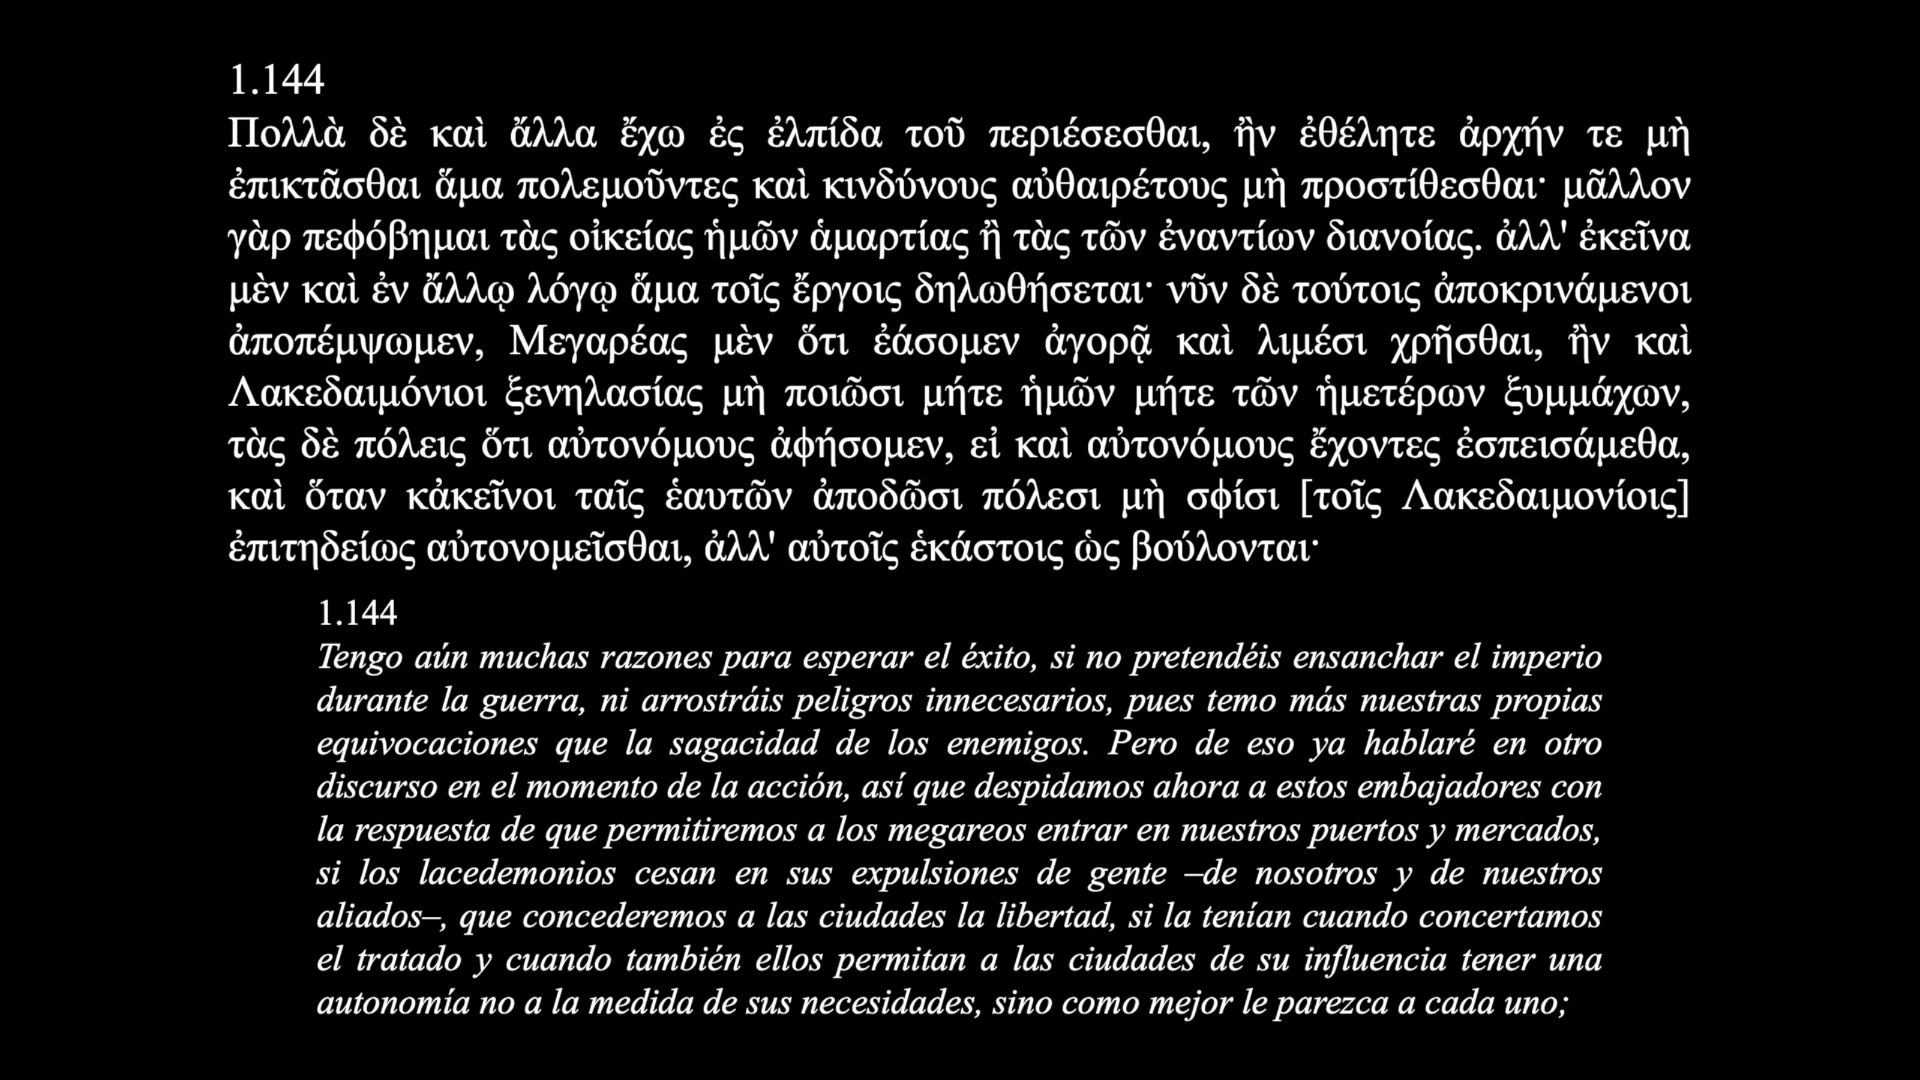 1.144
Πολλὰ δὲ καὶ ἄλλα ἔχω ἐς ἐλπίδα τοῦ περιέσεσθαι, ἢν ἐθέλητε ἀρχήν τε μὴ
ἐπικτᾶσθαι ἅμα πολεμοῦντες καὶ κινδύνους αὐθαιρέτους μὴ προστίθεσθαι· μᾶλλον
γὰρ πεφόβημαι τὰς οἰκείας ἡμῶν ἁμαρτίας ἢ τὰς τῶν ἐναντίων διανοίας. ἀλλ' ἐκεῖνα
μὲν καὶ ἐν ἄλλῳ λόγῳ ἅμα τοῖς ἔργοις δηλωθήσεται· νῦν δὲ τούτοις ἀποκρινάμενοι
ἀποπέμψωμεν, Μεγαρέας μὲν ὅτι ἐάσομεν ἀγορᾷ καὶ λιμέσι χρῆσθαι, ἢν καὶ
Λακεδαιμόνιοι ξενηλασίας μὴ ποιῶσι μήτε ἡμῶν μήτε τῶν ἡμετέρων ξυμμάχων,
τὰς δὲ πόλεις ὅτι αὐτονόμους ἀφήσομεν, εἰ καὶ αὐτονόμους ἔχοντες ἐσπεισάμεθα,
καὶ ὅταν κἀκεῖνοι ταῖς ἑαυτῶν ἀποδῶσι πόλεσι μὴ σφίσι [τοῖς Λακεδαιμονίοις]
ἐπιτηδείως αὐτονομεῖσθαι, ἀλλ' αὐτοῖς ἑκάστοις ὡς βούλονται·
1.144
Tengo aún muchas razones para esperar el éxito, si no pretendéis ensanchar el imperio
durante la guerra, ni arrostráis peligros innecesarios, pues temo más nuestras propias
equivocaciones que la sagacidad de los enemigos. Pero de eso ya hablaré en otro
discurso en el momento de la acción, así que despidamos ahora a estos embajadores con
la respuesta de que permitiremos a los megareos entrar en nuestros puertos y mercados,
si los lacedemonios cesan en sus expulsiones de gente –de nosotros y de nuestros
aliados–, que concederemos a las ciudades la libertad, si la tenían cuando concertamos
el tratado y cuando también ellos permitan a las ciudades de su influencia tener una
autonomía no a la medida de sus necesidades, sino como mejor le parezca a cada uno;